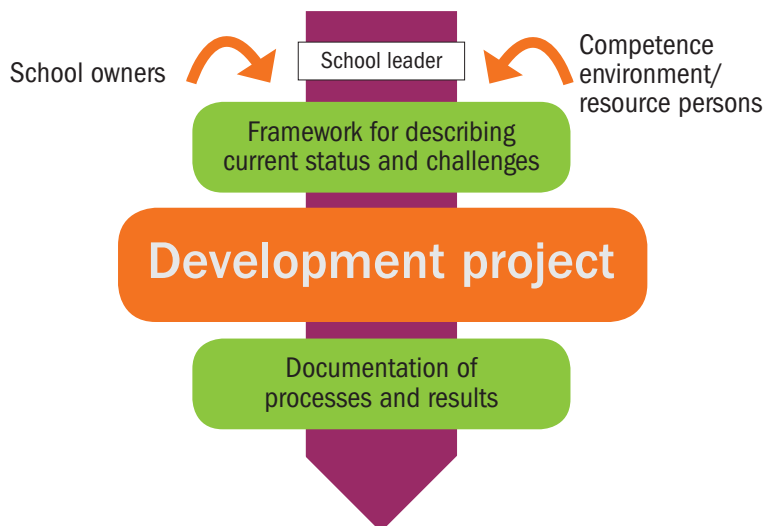 School owners
School leader
Competence
environment/
resource persons
Framework for describing
current status and challenges
Development project
Documentation of
processes and results